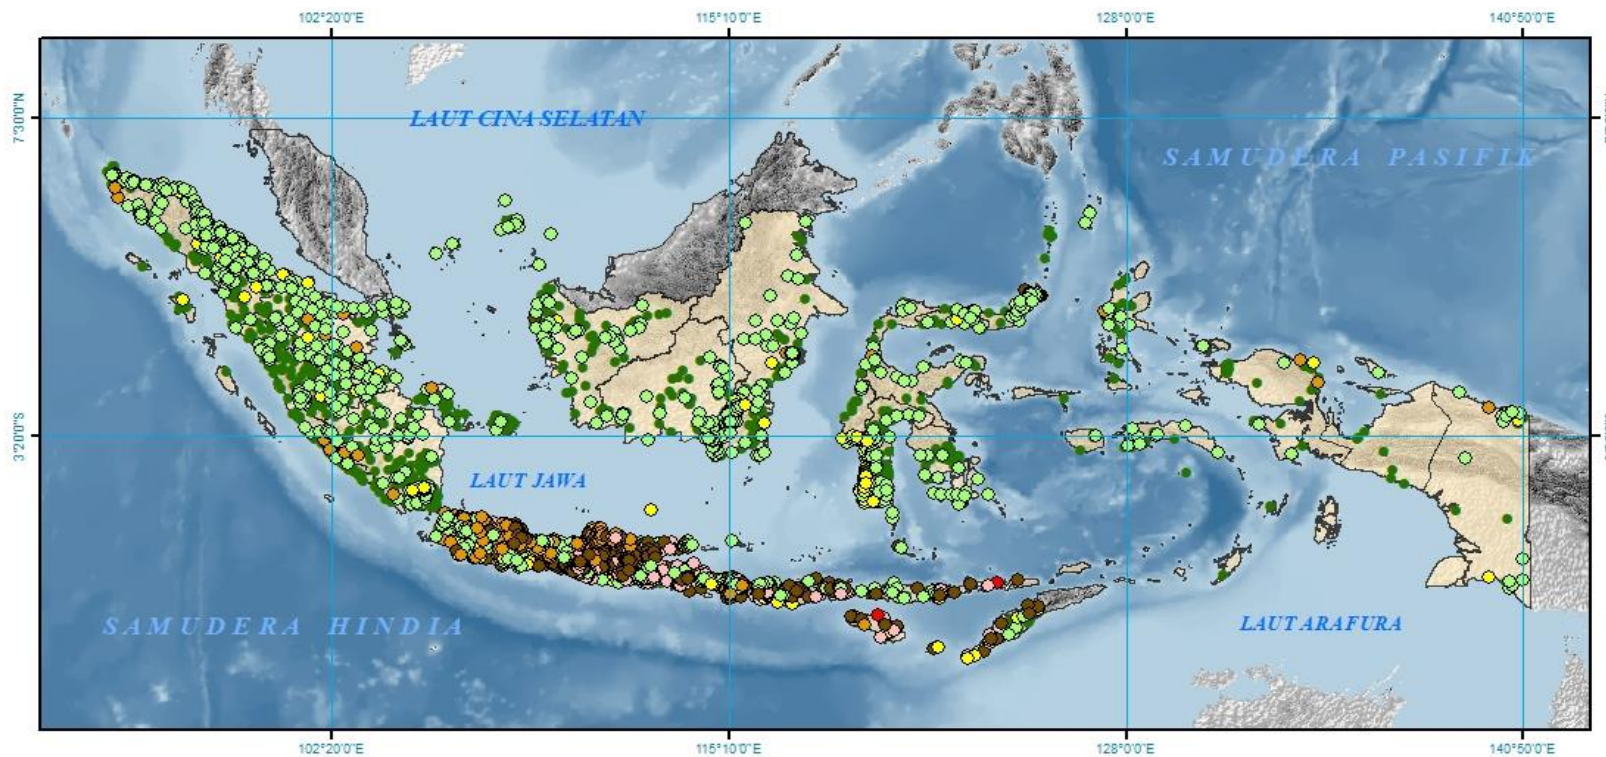 102°20'0"E 115°10'0"E 128°0'0"E 140°50'0"E
7°30'0"N
LAUT CINA SELATAN
SAMUDERA PASIFIK
3°20'0"S
LAUT JAWA
SAMUDERA HINDIA
LAUT ARAFURA
102°20'0"E 115°10'0"E 128°0'0"E 140°50'0"E